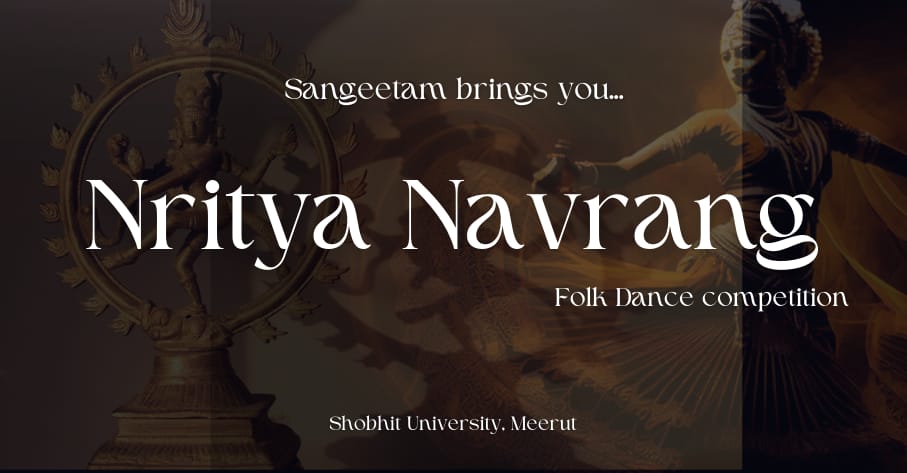 Sangeetam brings you...
Nritya Navrang
Folk Dance competition
Shobhit University, Meerut